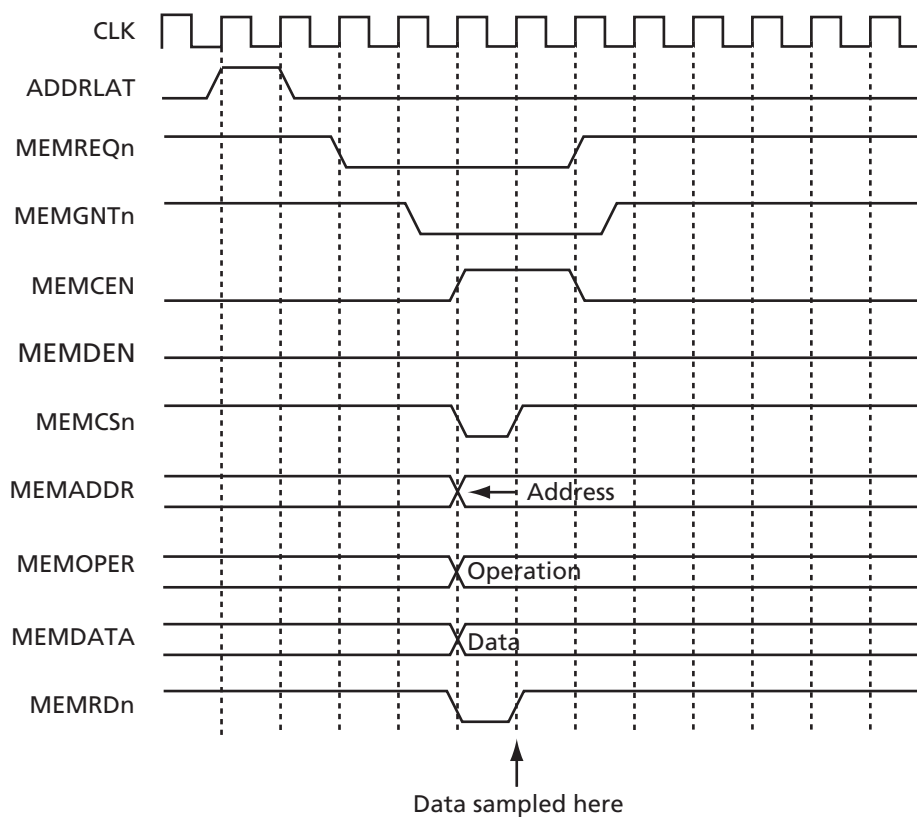 CLK
ADDRLAT
MEMREQn
MEMGNTn
MEMCEN
MEMDEN
MEMCSn
MEMADDR
Address
MEMOPER
Operation
MEMDATA
Data
MEMRDn
Data sampled here